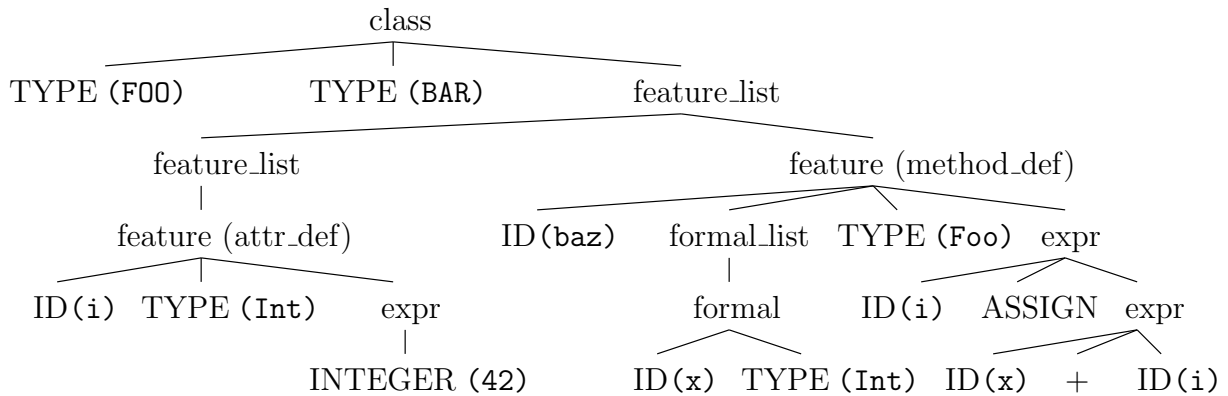 class
TYPE (FOO) TYPE (BAR) feature_list
feature_list feature (method_def)
feature (attr_def) ID(baz) formal_list TYPE (Foo) expr
ID(i) TYPE (Int) expr formal ID(i) ASSIGN expr
INTEGER (42) ID(x) TYPE (Int) ID(x) + ID(i)